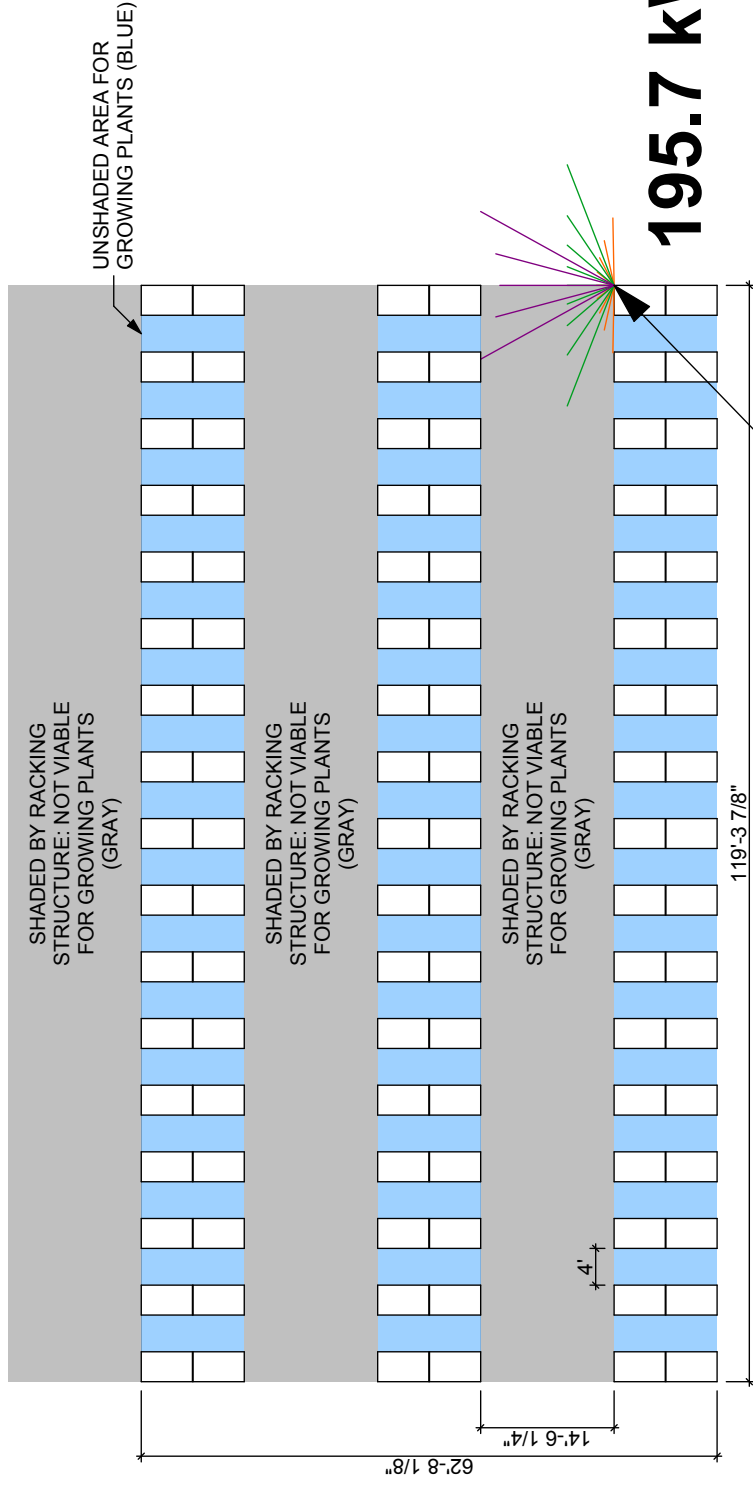 UNSHADED AREA FOR
GROWING PLANTS (BLUE)
SHADED BY RACKING
STRUCTURE: NOT VIABLE
FOR GROWING PLANTS
(GRAY)
SHADED BY RACKING
STRUCTURE: NOT VIABLE
FOR GROWING PLANTS
(GRAY)
SHADED BY RACKING
STRUCTURE: NOT VIABLE
FOR GROWING PLANTS
(GRAY)
4'
14'-6 1/4"
62'-8 1/8"
119'-3 7/8"
195.7